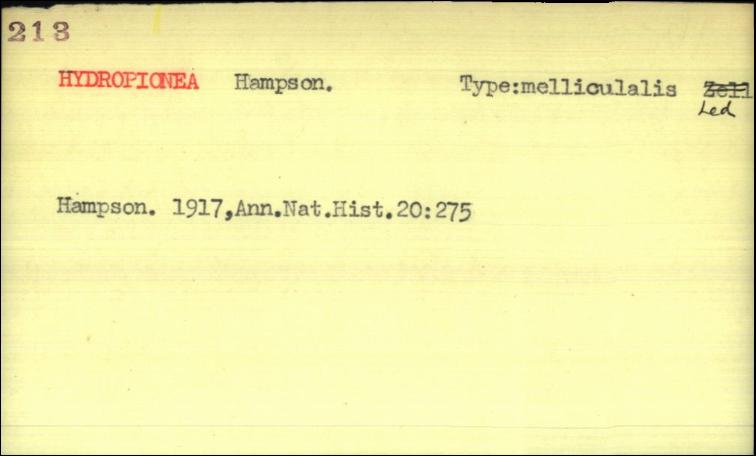 213
HYDROPIONEA Hampson. Type:melliculalis Zell
Led
Hampson. 1917,Ann.Nat.Hist.20:275